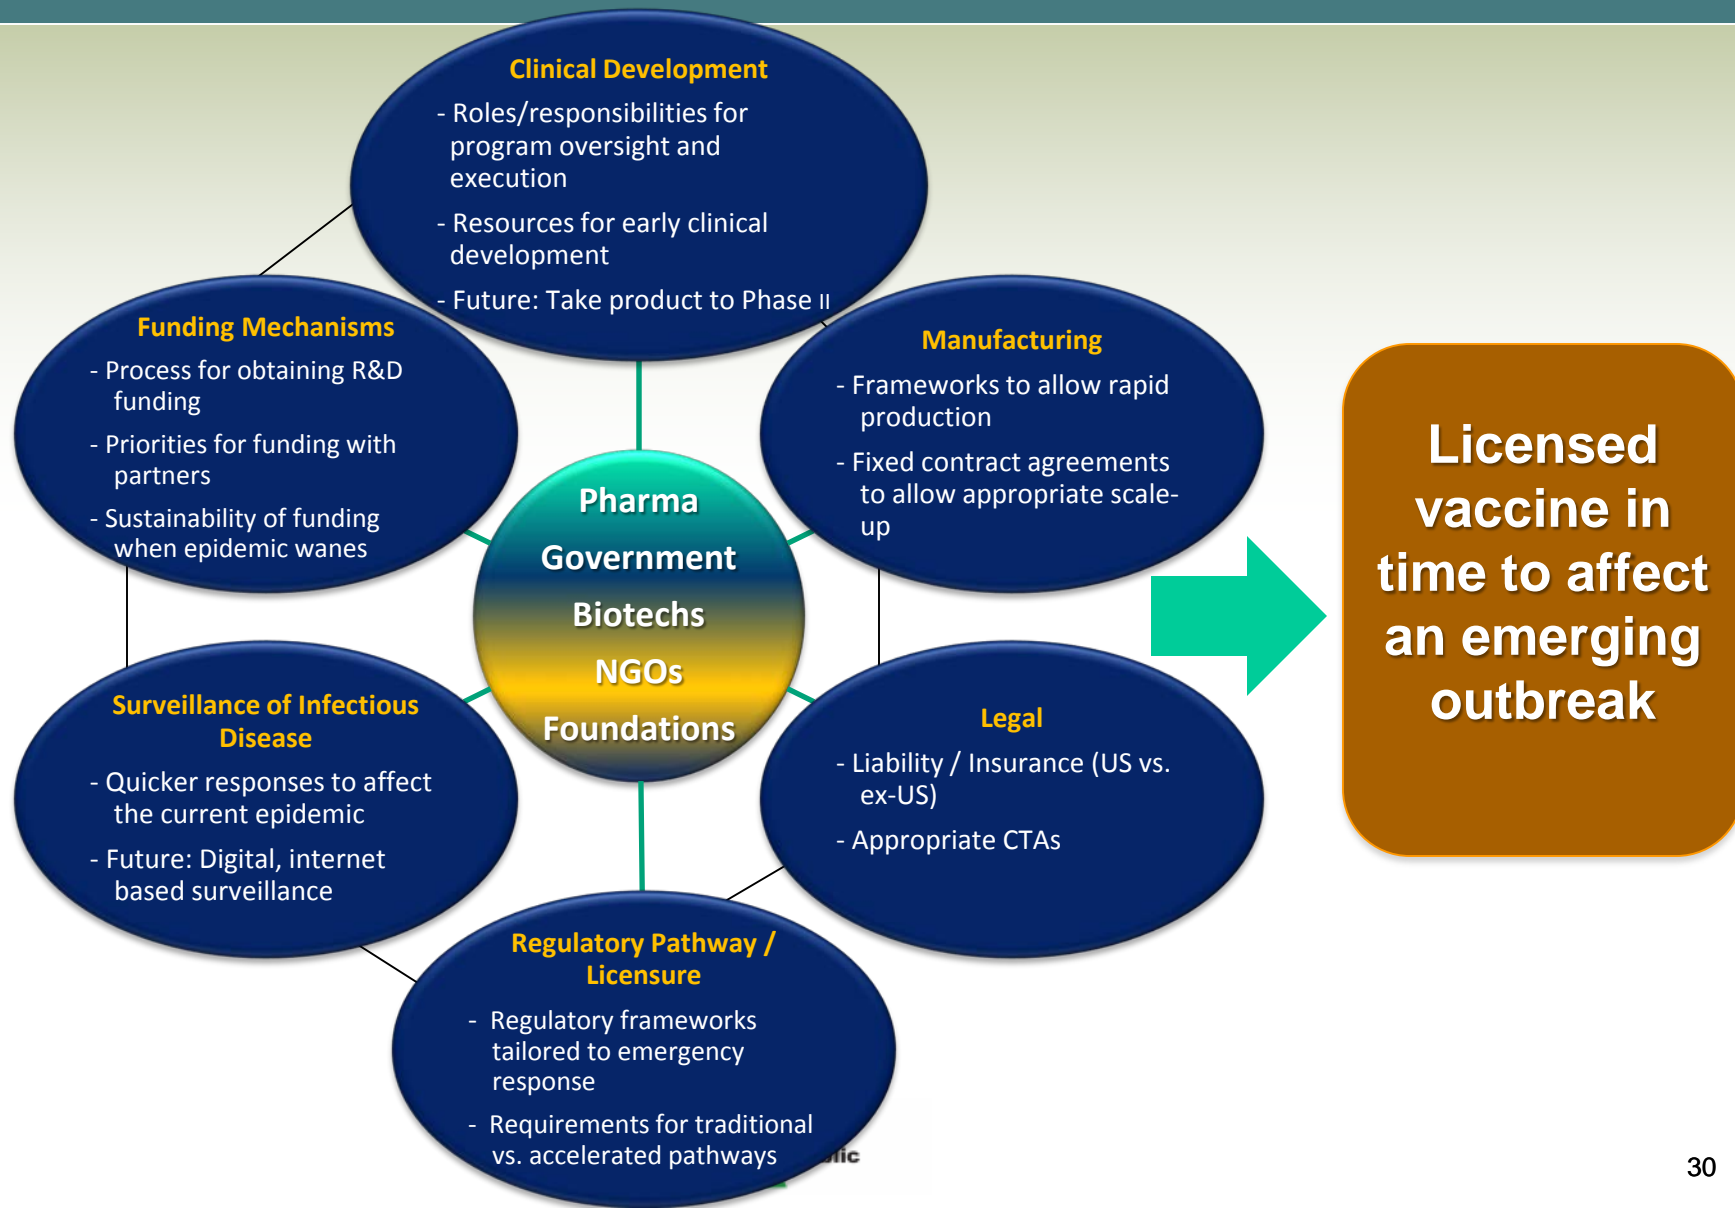 Clinical Development
- Roles/responsibilities for
program oversight and
execution
- Resources for early clinical
development
- Future: Take product to Phase II
Funding Mechanisms
- Process for obtaining R&D
funding
- Priorities for funding with
partners
- Sustainability of funding
when epidemic wanes
Manufacturing
- Frameworks to allow rapid
production
- Fixed contract agreements
to allow appropriate scale-
up
Pharma
Government
Biotechs
NGOs
Foundations
Licensed
vaccine in
time to affect
an emerging
outbreak
Surveillance of Infectious
Disease
- Quicker responses to affect
the current epidemic
- Future: Digital, internet
based surveillance
Legal
- Liability / Insurance (US vs.
ex-US)
- Appropriate CTAs
Regulatory Pathway /
Licensure
- Regulatory frameworks
tailored to emergency
response
- Requirements for traditional
vs. accelerated pathways
30